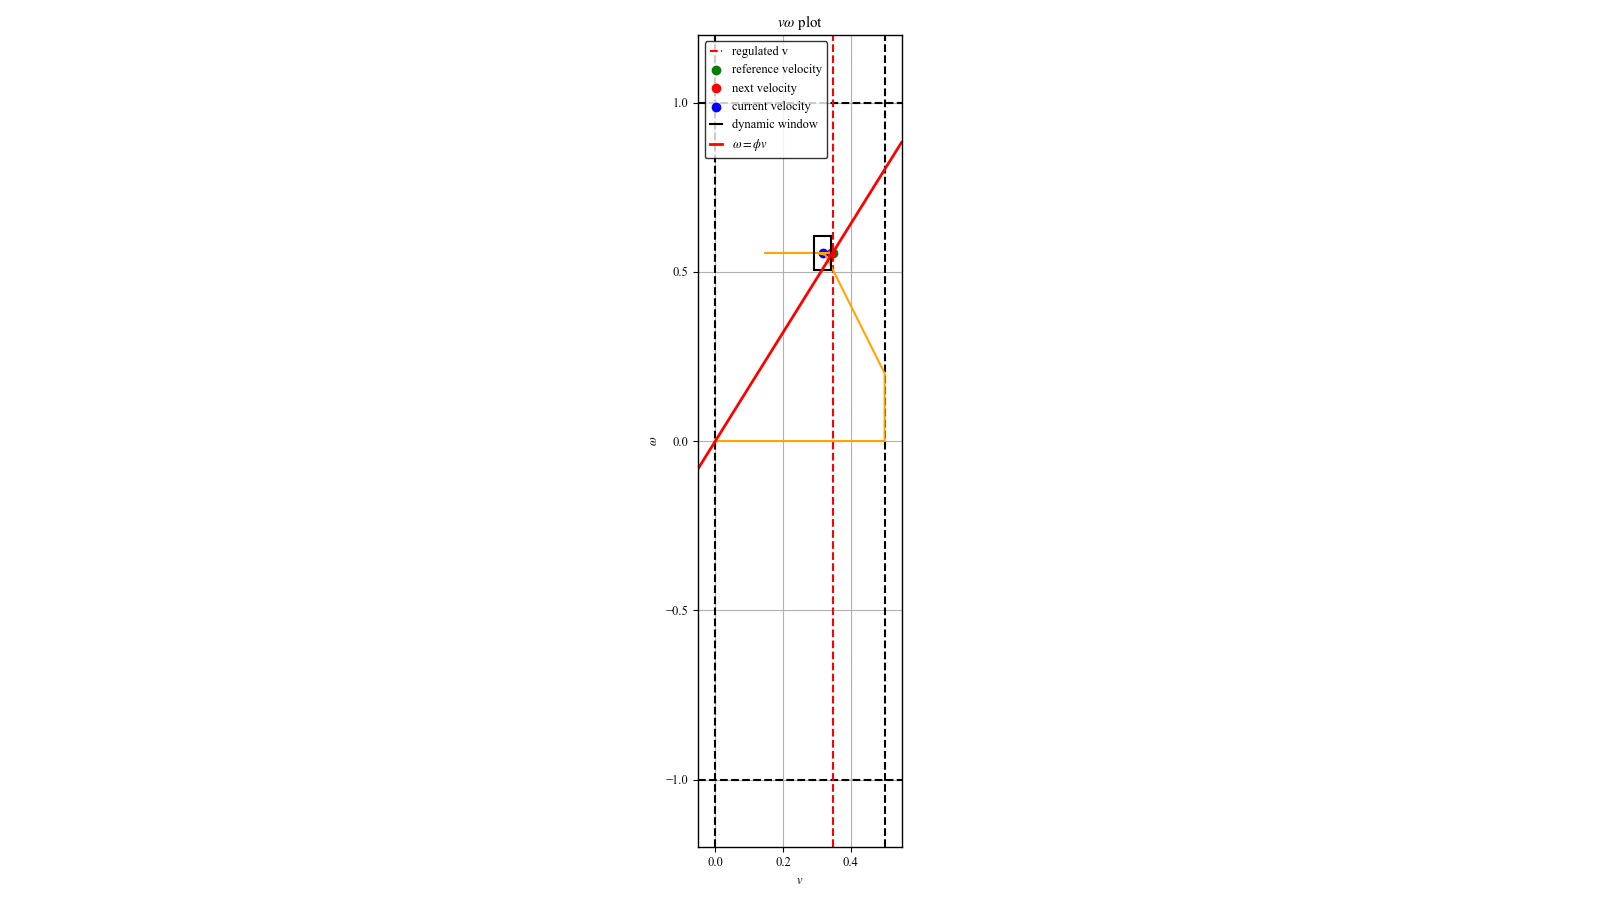 vω plot
regulated v
reference velocity
next velocity
current velocity
dynamic window
ω = ϕv
1.0
0.5
0.0
−0.5
−1.0
ω
0.0 0.2 0.4
v